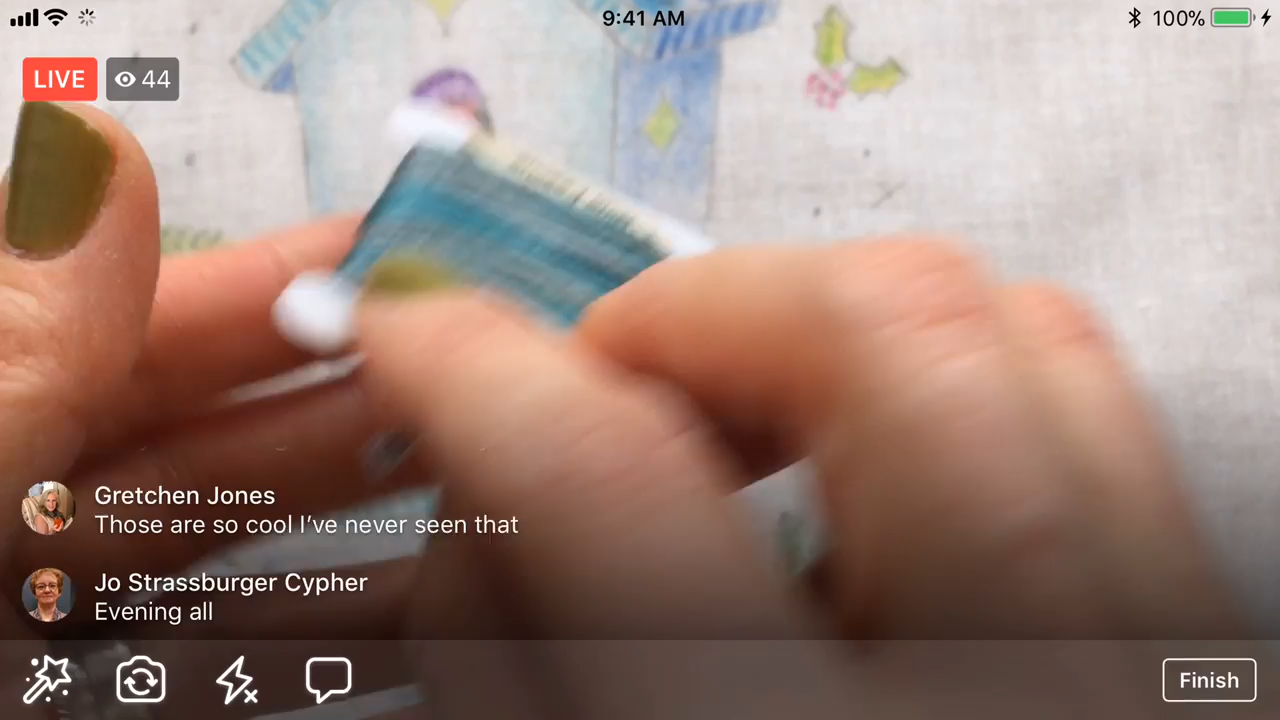 9:41 AM
100%
LIVE
44
Gretchen Jones
Those are so cool I've never seen that
Jo Strassburger Cypher
Evening all
Finish